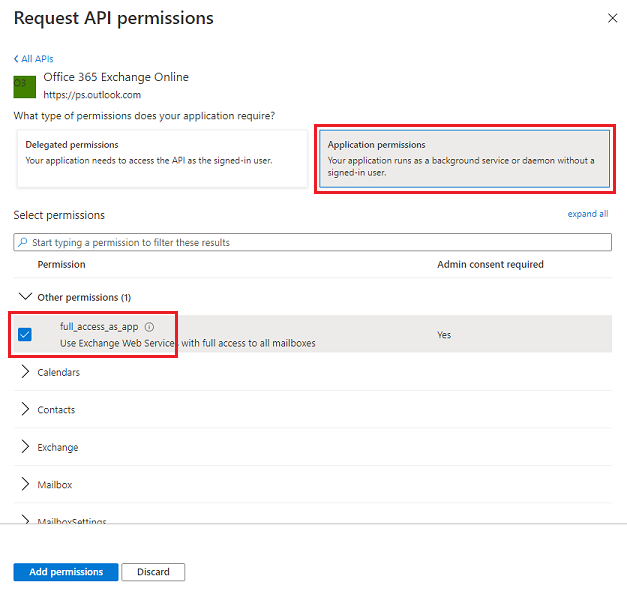 Request API permissions
All APIs
O3
Office 365 Exchange Online
https://ps.outlook.com
What type of permissions does your application require?
Delegated permissions
Your application needs to access the API as the signed-in user.
Application permissions
Your application runs as a background service or daemon without a
signed-in user.
Select permissions
expand all
Start typing a permission to filter these results
Permission
Admin consent required
Other permissions (1)
full_access_as_app
Use Exchange Web Services with full access to all mailboxes
Yes
Calendars
Contacts
Exchange
Mailbox
MailboxSettings
Add permissions
Discard